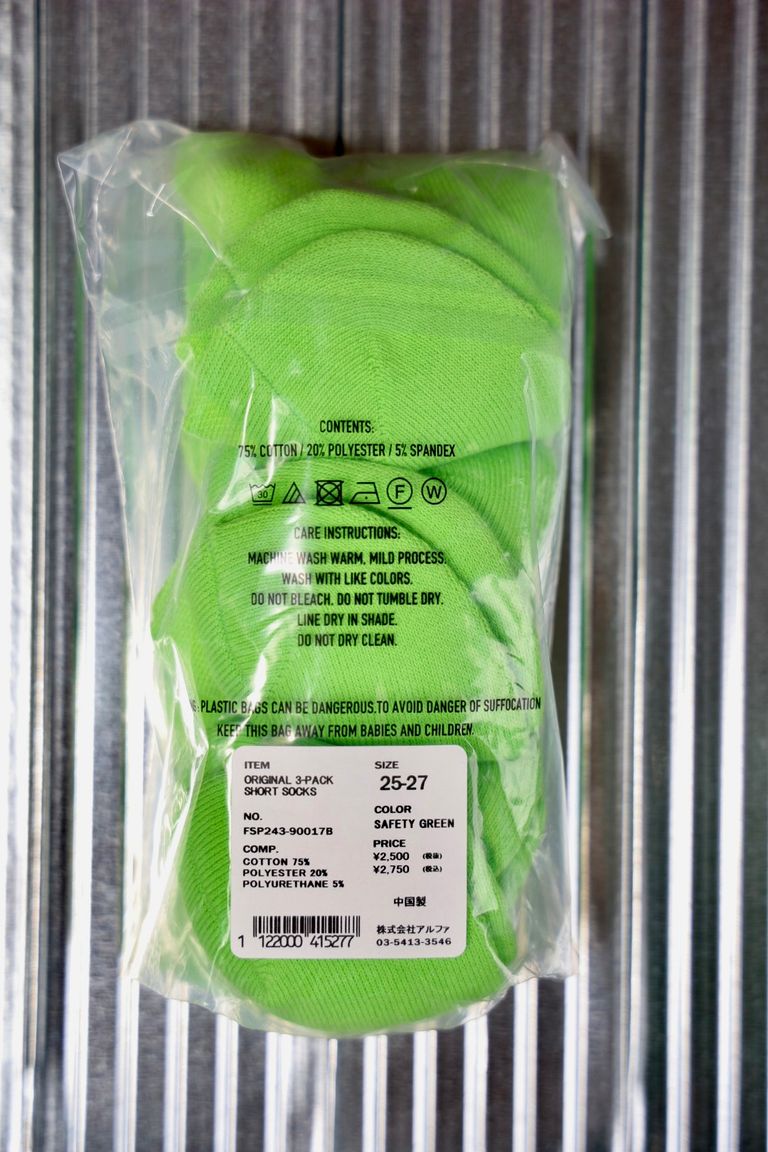 CONTENTS:
75% COTTON / 20% POLYESTER / 5% SPANDEX
30 F W
CARE INSTRUCTIONS:
MACHINE WASH WARM, MILD PROCESS.
WASH WITH LIKE COLORS.
DO NOT BLEACH. DO NOT TUMBLE DRY.
LINE DRY IN SHADE.
DO NOT DRY CLEAN.
PLASTIC BAGS CAN BE DANGEROUS.TO AVOID DANGER OF SUFFOCATION
KEEP THIS BAG AWAY FROM BABIES AND CHILDREN.
ITEM
ORIGINAL 3-PACK
SHORT SOCKS
SIZE
25-27
NO.
FSP243-90017B
COLOR
SAFETY GREEN
COMP.
COTTON 75%
POLYESTER 20%
POLYURETHANE 5%
PRICE
¥2,500 (税抜)
¥2,750 (税込)
中国製
1 122000 415277
株式会社アルファ
03-5413-3546